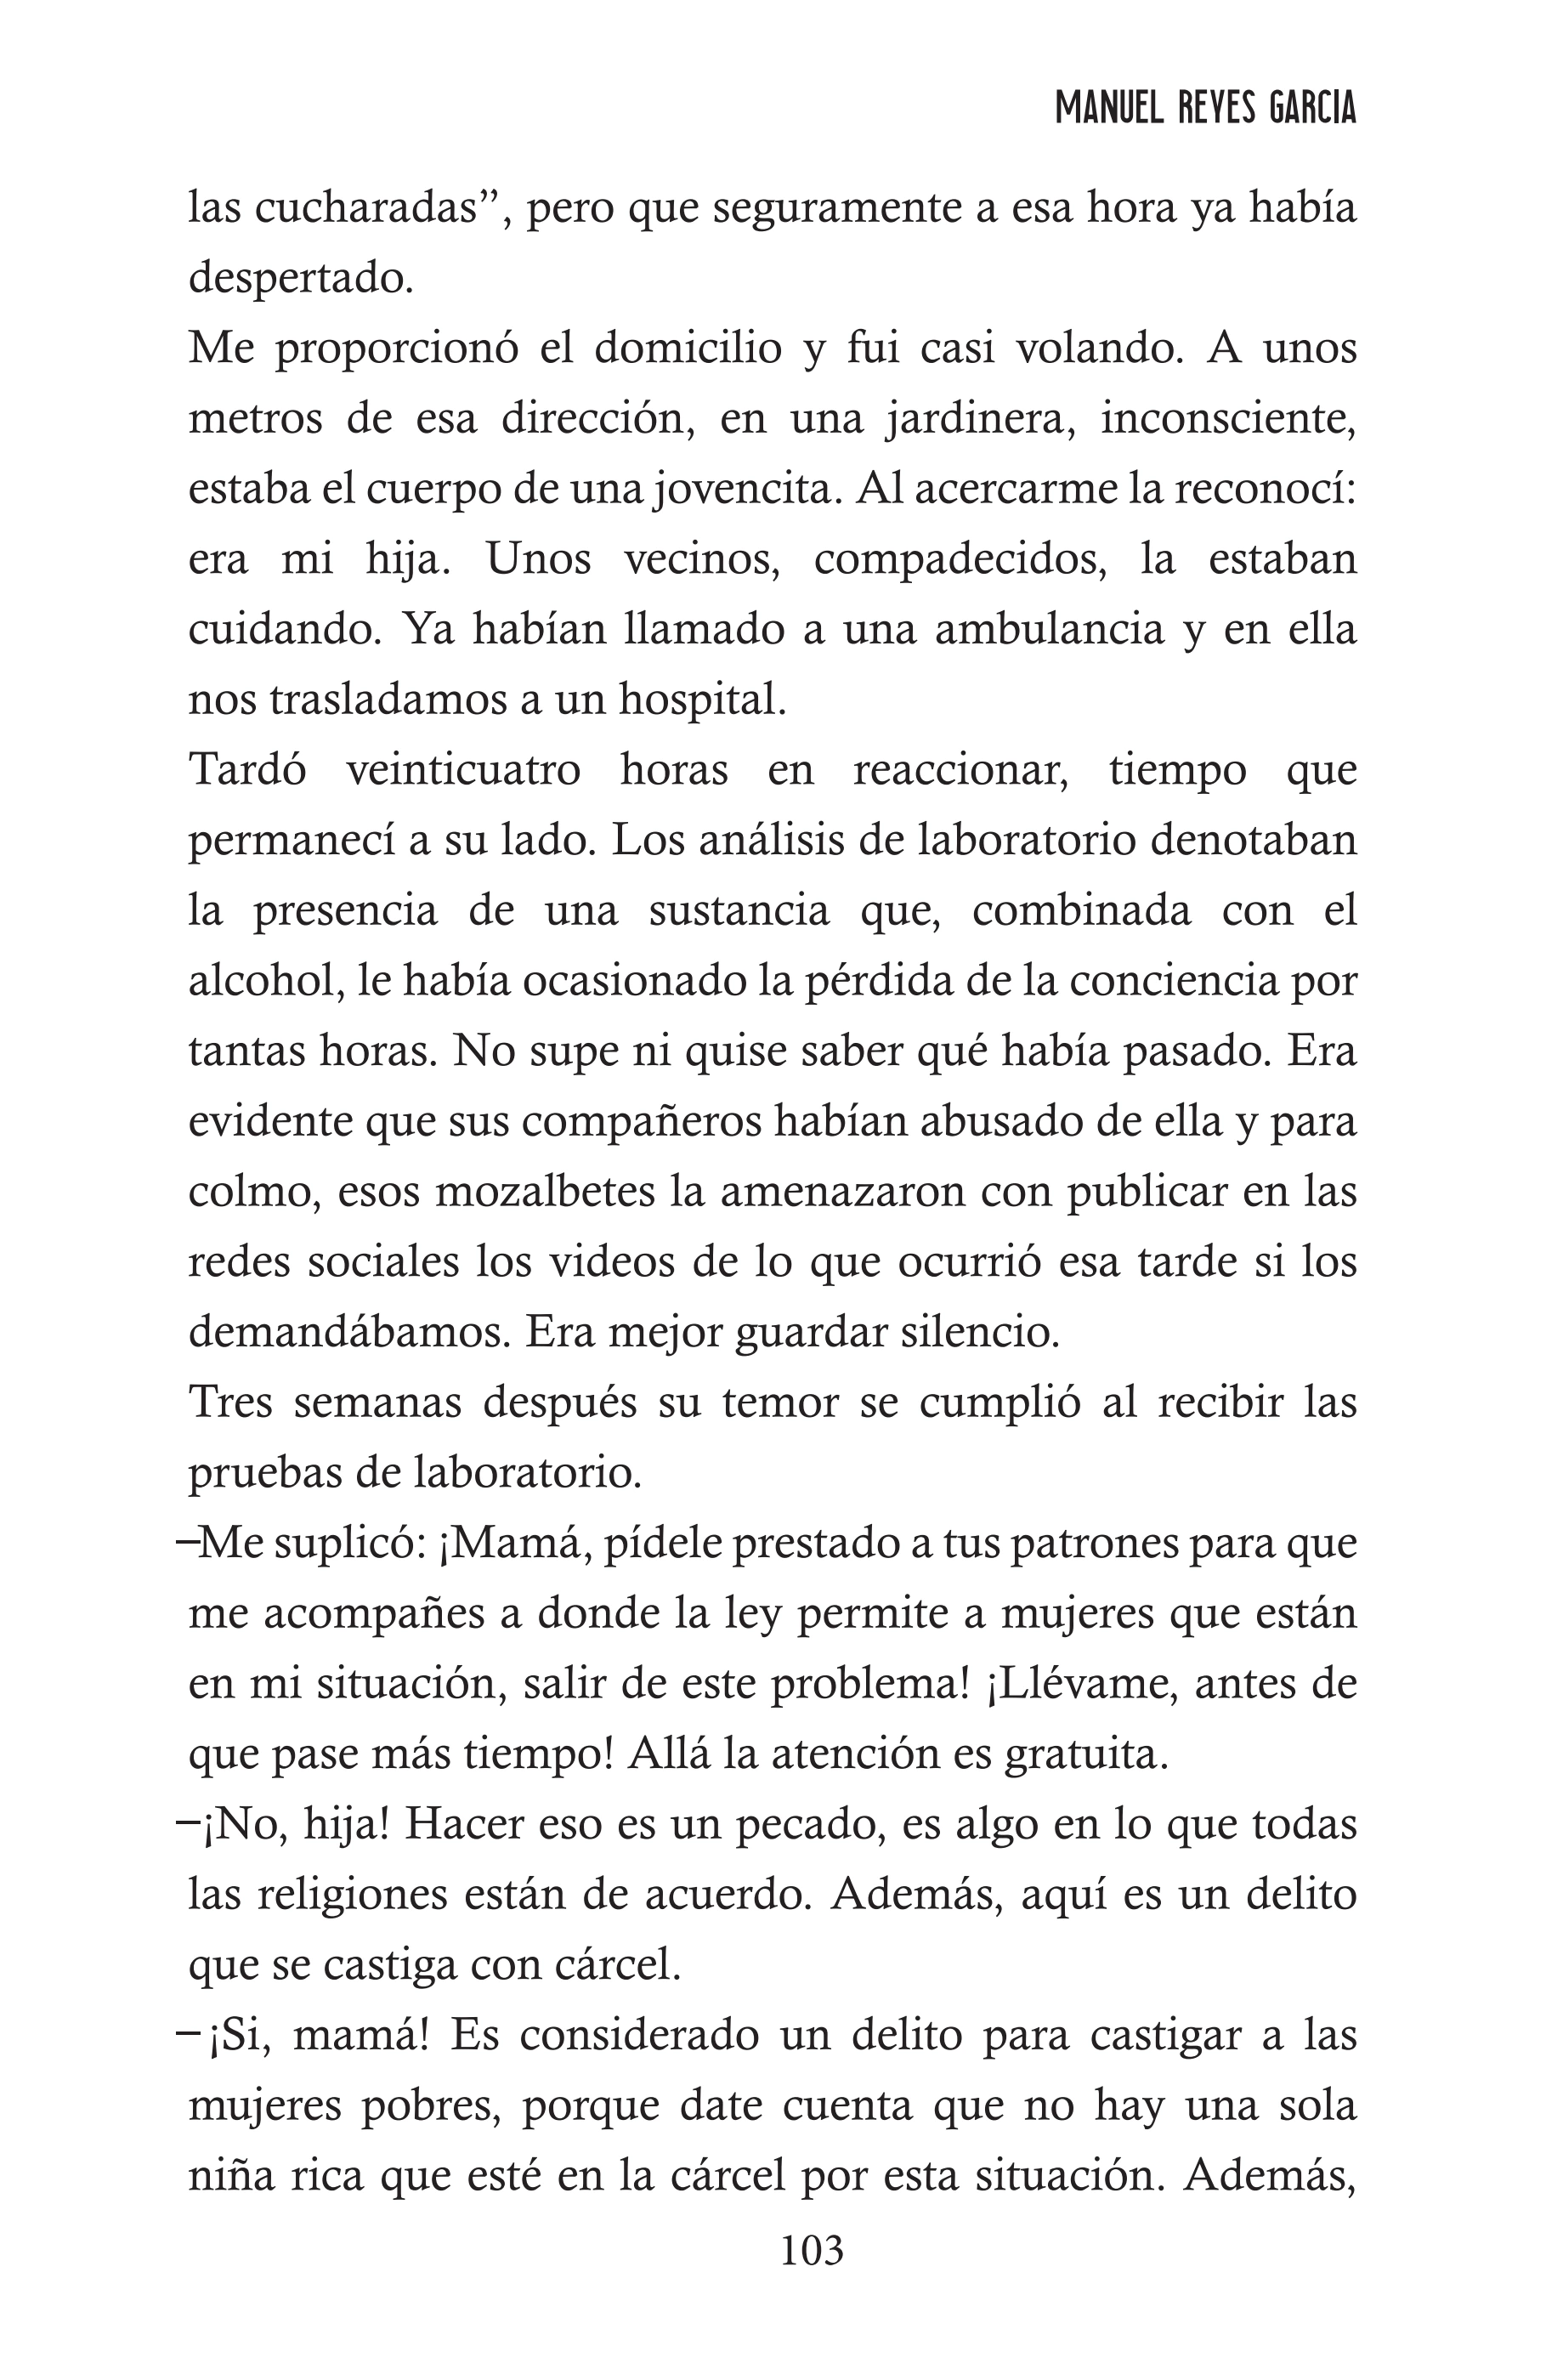 MANUEL REYES GARCIA
las cucharadas”, pero que seguramente a esa hora ya había
despertado.
Me proporcionó el domicilio y fui casi volando. A unos
metros de esa dirección, en una jardinera, inconsciente,
estaba el cuerpo de una jovencita. Al acercarme la reconocí:
era mi hija. Unos vecinos, compadecidos, la estaban
cuidando. Ya habían llamado a una ambulancia y en ella
nos trasladamos a un hospital.
Tardó veinticuatro horas en reaccionar, tiempo que
permanecí a su lado. Los análisis de laboratorio denotaban
la presencia de una sustancia que, combinada con el
alcohol, le había ocasionado la pérdida de la conciencia por
tantas horas. No supe ni quise saber qué había pasado. Era
evidente que sus compañeros habían abusado de ella y para
colmo, esos mozalbetes la amenazaron con publicar en las
redes sociales los videos de lo que ocurrió esa tarde si los
demandábamos. Era mejor guardar silencio.
Tres semanas después su temor se cumplió al recibir las
pruebas de laboratorio.
–Me suplicó: ¡Mamá, pídele prestado a tus patrones para que
me acompañes a donde la ley permite a mujeres que están
en mi situación, salir de este problema! ¡Llévame, antes de
que pase más tiempo! Allá la atención es gratuita.
–¡No, hija! Hacer eso es un pecado, es algo en lo que todas
las religiones están de acuerdo. Además, aquí es un delito
que se castiga con cárcel.
–¡Si, mamá! Es considerado un delito para castigar a las
mujeres pobres, porque date cuenta que no hay una sola
niña rica que esté en la cárcel por esta situación. Además,
103